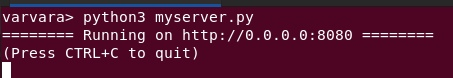 varvara> python3 myserver.py
======== Running on http://0.0.0.0:8080 ========
(Press CTRL+C to quit)